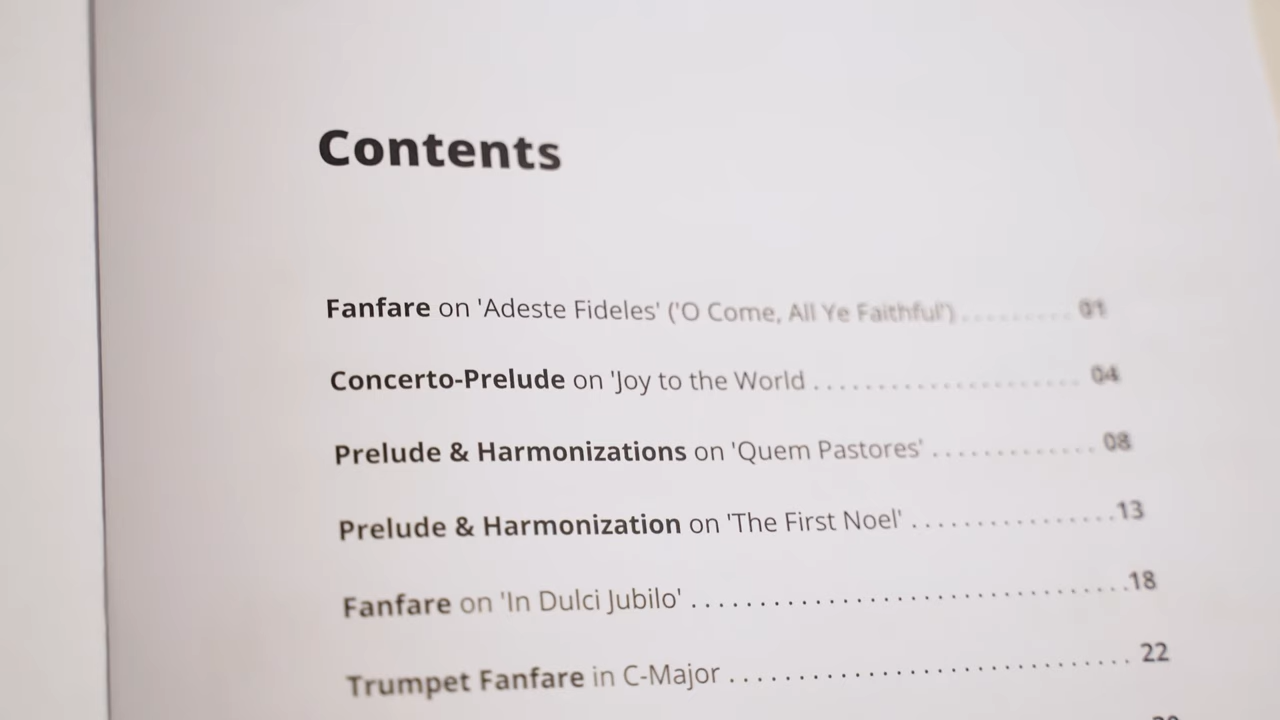 Contents
Fanfare on 'Adeste Fideles' ('O Come, All Ye Faithful') . . . . . . . . . 01
Concerto-Prelude on 'Joy to the World . . . . . . . . . . . . . . . . . . . . . 04
Prelude & Harmonizations on 'Quem Pastores' . . . . . . . . . . . . . 08
Prelude & Harmonization on 'The First Noel' . . . . . . . . . . . . . . . .13
Fanfare on 'In Dulci Jubilo' . . . . . . . . . . . . . . . . . . . . . . . . . . . . . . . . .18
Trumpet Fanfare in C-Major . . . . . . . . . . . . . . . . . . . . . . . . . . . . . . 22